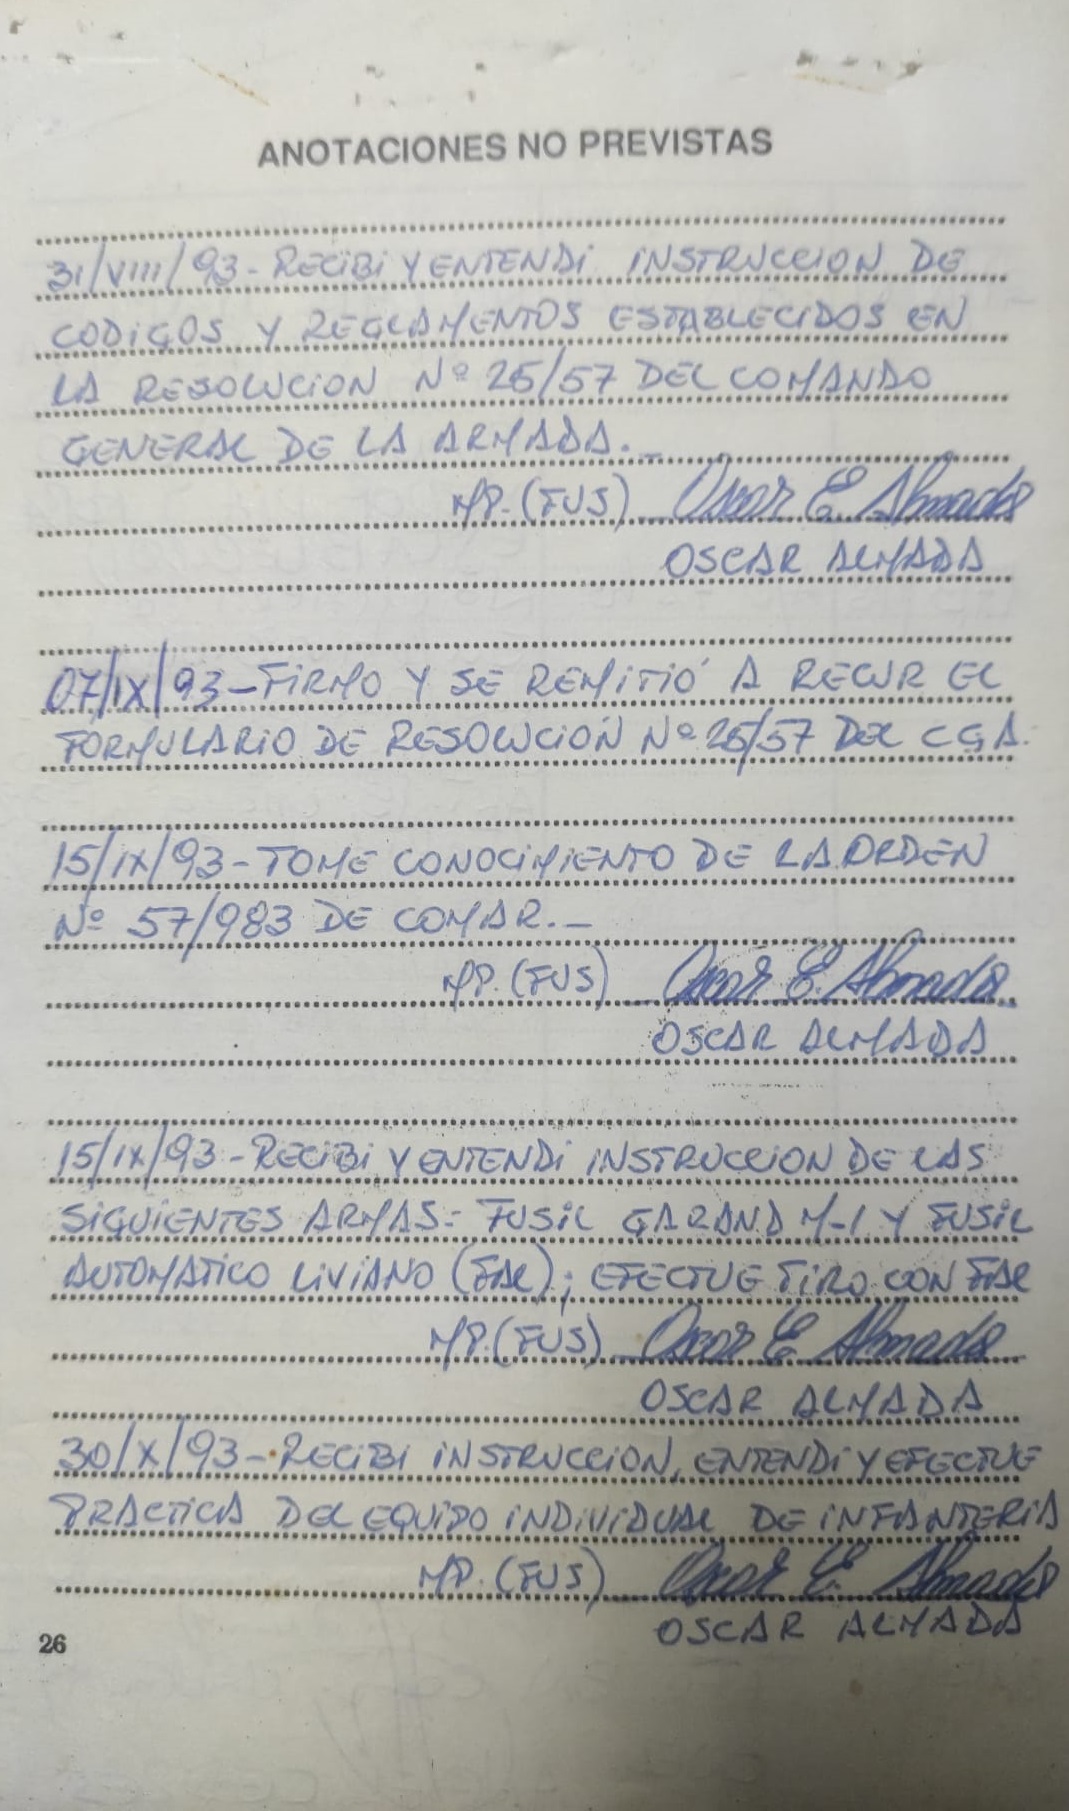 ANOTACIONES NO PREVISTAS
31/VIII/93 - RECIBI Y ENTENDI INSTRUCCION DE
CODIGOS Y REGLAMENTOS ESTABLECIDOS EN
LA RESOLUCION Nº 25/57 DEL COMANDO
GENERAL DE LA ARMADA._
MP. (FUS) Oscar E. Almada
OSCAR ALMADA
07/IX/93 - FIRMO Y SE REMITIÓ A RECUR EL
FORMULARIO DE RESOLUCIÓN Nº 25/57 DEL C G A.
15/IX/93 - TOME CONOCIMIENTO DE LA ORDEN
Nº 57/983 DE COMAR._
MP. (FUS) Oscar E. Almada
OSCAR ALMADA
15/IX/93 - RECIBI Y ENTENDI INSTRUCCION DE LAS
SIGUIENTES ARMAS = FUSIL GARAND M-1 Y FUSIL
AUTOMATICO LIVIANO (FAL); EFECTUE TIRO CON FAL
MP. (FUS) Oscar E. Almada
OSCAR ALMADA
30/X/93 - RECIBI INSTRUCCION, ENTENDI Y EFECTUE
PRACTICA DEL EQUIPO INDIVIDUAL DE INFANTERIA
MP. (FUS) Oscar E. Almada
OSCAR ALMADA
26